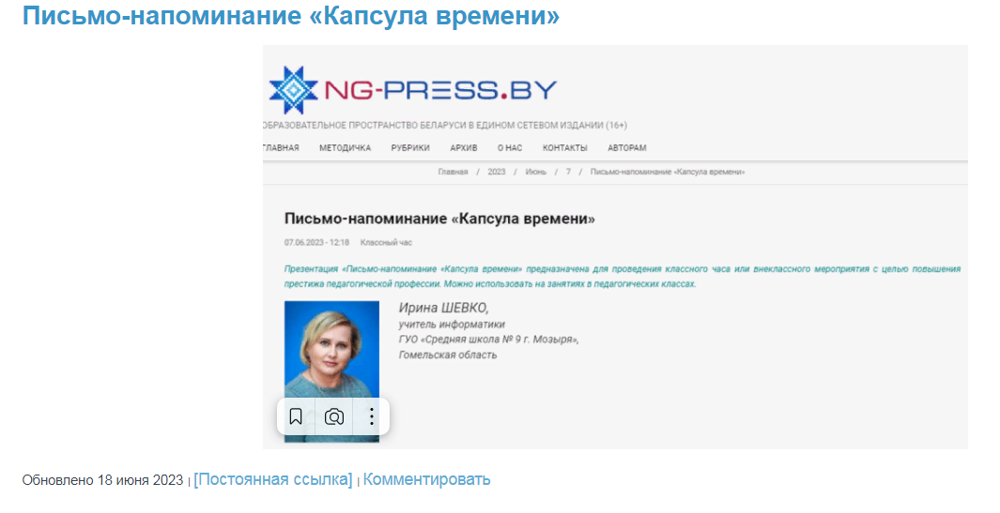 Письмо-напоминание «Капсула времени»
NG-PRESS.BY
ОБРАЗОВАТЕЛЬНОЕ ПРОСТРАНСТВО БЕЛАРУСИ В ЕДИНОМ СЕТЕВОМ ИЗДАНИИ (16+)
ГЛАВНАЯ МЕТОДИЧКА РУБРИКИ АРХИВ О НАС КОНТАКТЫ АВТОРАМ
Главная / 2023 / Июнь / 7 / Письмо-напоминание «Капсула времени»
Письмо-напоминание «Капсула времени»
07.06.2023 - 12:18 Классный час
Презентация «Письмо-напоминание «Капсула времени» предназначена для проведения классного часа или внеклассного мероприятия с целью повышения
престижа педагогической профессии. Можно использовать на занятиях в педагогических классах.
Ирина ШЕВКО,
учитель информатики
ГУО «Средняя школа № 9 г. Мозыря»,
Гомельская область
Обновлено 18 июня 2023 | [Постоянная ссылка] | Комментировать